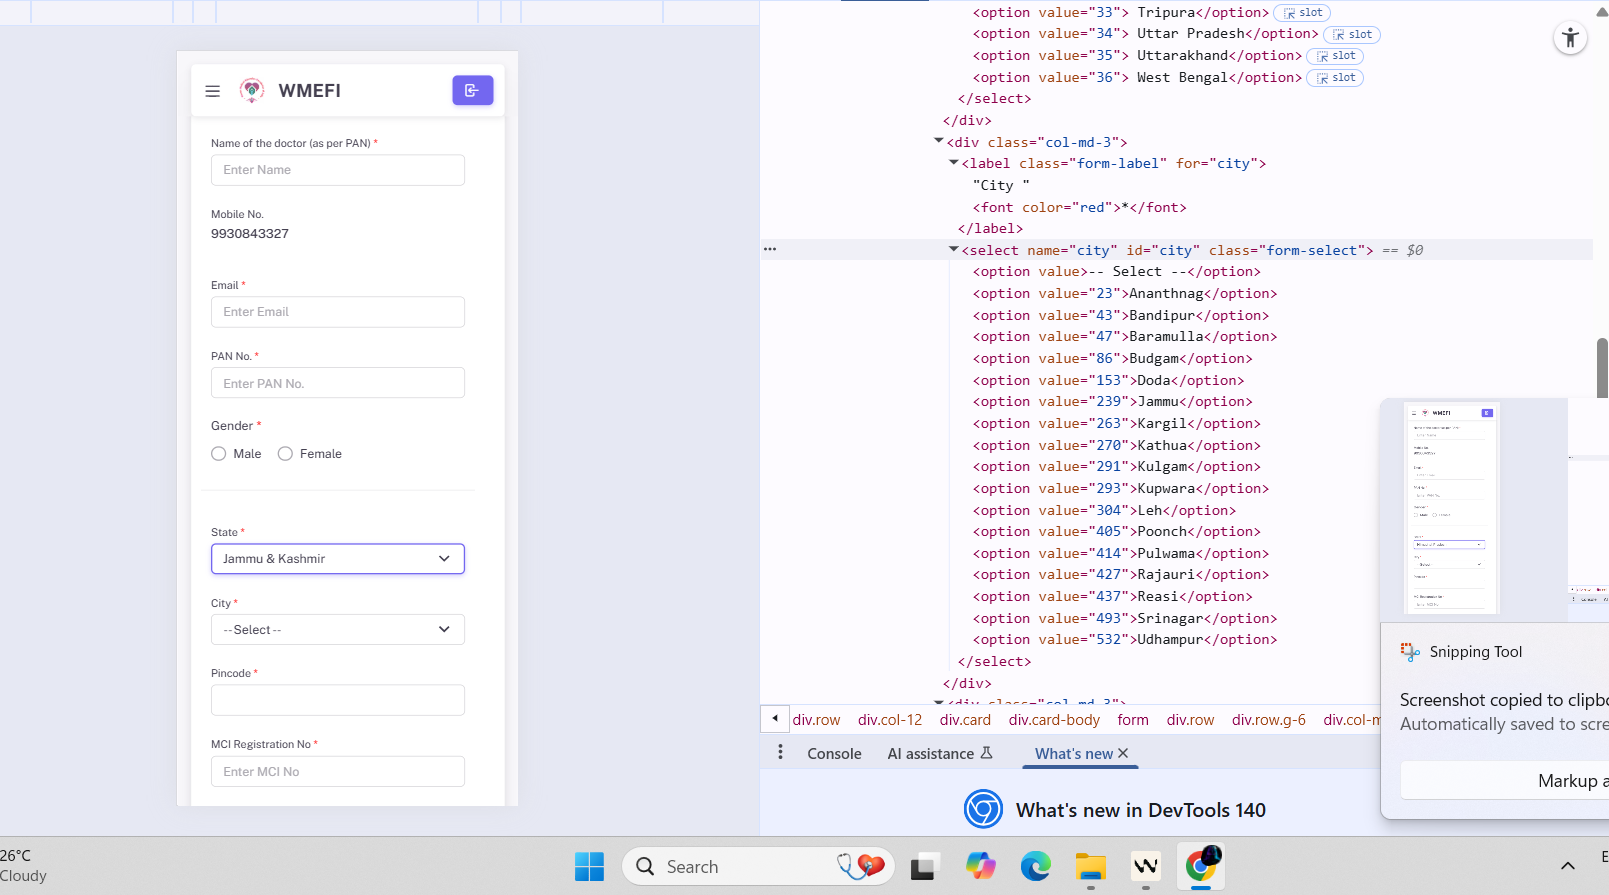 WMEFI
Name of the doctor (as per PAN) *
Enter Name
Mobile No.
9930843327
Email *
Enter Email
PAN No. *
Enter PAN No.
Gender *
Male Female
State *
Jammu & Kashmir
City *
-- Select --
Pincode *
MCI Registration No *
Enter MCI No
<option value="33"> Tripura</option> slot
<option value="34"> Uttar Pradesh</option> slot
<option value="35"> Uttarakhand</option> slot
<option value="36"> West Bengal</option> slot
</select>
</div>
<div class="col-md-3">
<label class="form-label" for="city">
"City "
<font color="red">*</font>
</label>
<select name="city" id="city" class="form-select"> == $0
<option value>-- Select --</option>
<option value="23">Ananthnag</option>
<option value="43">Bandipur</option>
<option value="47">Baramulla</option>
<option value="86">Budgam</option>
<option value="153">Doda</option>
<option value="239">Jammu</option>
<option value="263">Kargil</option>
<option value="270">Kathua</option>
<option value="291">Kulgam</option>
<option value="293">Kupwara</option>
<option value="304">Leh</option>
<option value="405">Poonch</option>
<option value="414">Pulwama</option>
<option value="427">Rajauri</option>
<option value="437">Reasi</option>
<option value="493">Srinagar</option>
<option value="532">Udhampur</option>
</select>
</div>
<div class="col-md-3">
div.row div.col-12 div.card div.card-body form div.row div.row.g-6 div.col-m
Console AI assistance What's new
What's new in DevTools 140
WMEFI
Snipping Tool
Screenshot copied to clipbo
Automatically saved to scre
Markup a
26°C
Cloudy
Search
E